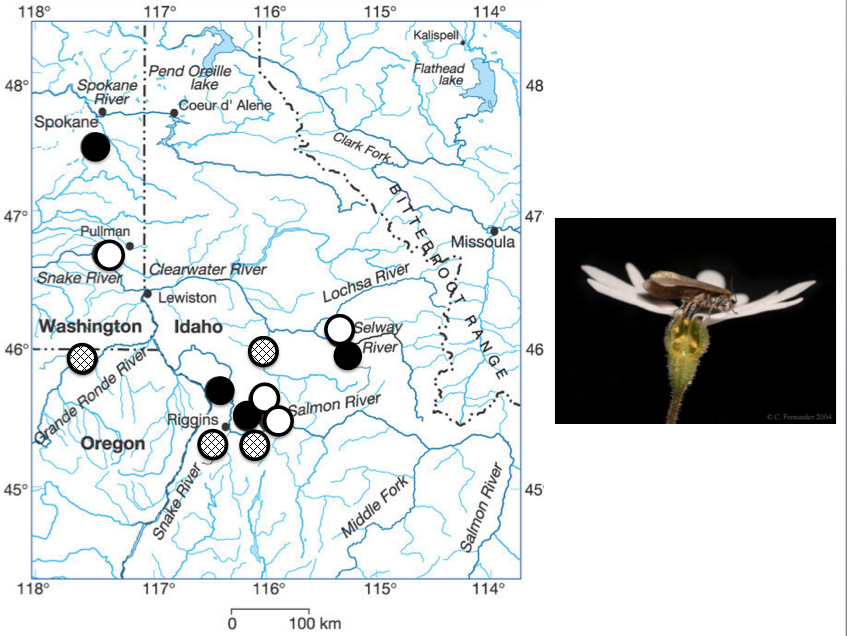 118° 117° 116° 115° 114°
Kalispell
Flathead
lake
Pend Oreille
lake
48° 48
Spokane
River
Coeur d' Alene
Spokane
Clark Fork
47° 47°
BITTERROOT RANGE
Pullman
Missoula
Snake River
Clearwater River
Lochsa River
Lewiston
Washington Idaho
Selway
River
46° 46
Grande Ronde River
Salmon River
Riggins
Oregon
45° 45
Snake River
Middle Fork
Salmon River
118° 117° 116° 115° 114°
0 100 km
© C. Fernandez 2004